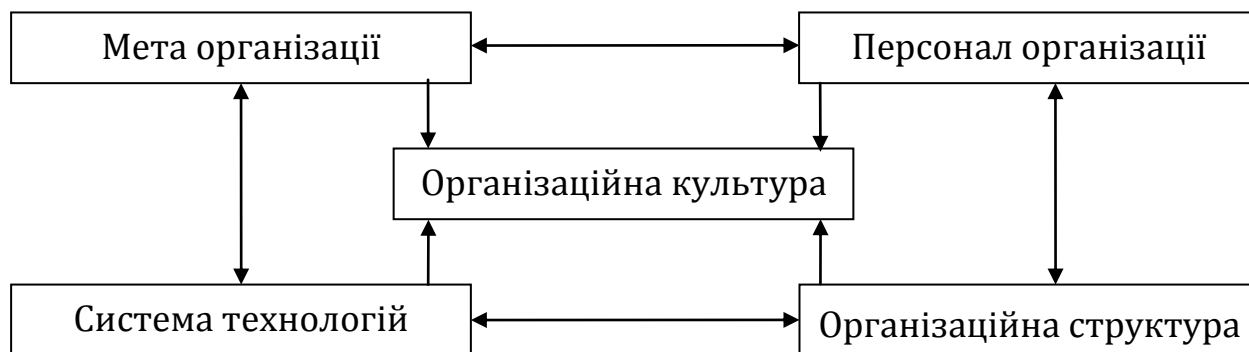 Мета організації
Персонал організації
Організаційна культура
Система технологій
Організаційна структура